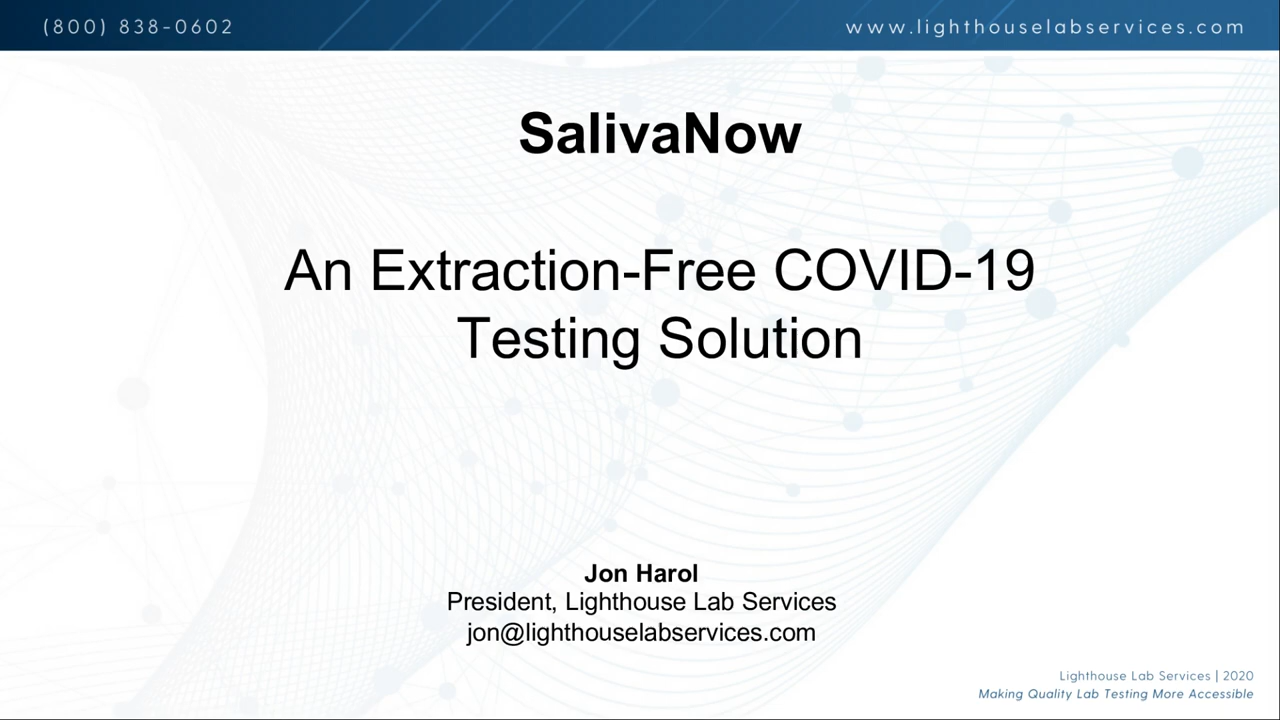 (800) 838-0602
www.lighthouselabservices.com
SalivaNow
An Extraction-Free COVID-19
Testing Solution
Jon Harol
President, Lighthouse Lab Services
jon@lighthouselabservices.com
Lighthouse Lab Services | 2020
Making Quality Lab Testing More Accessible